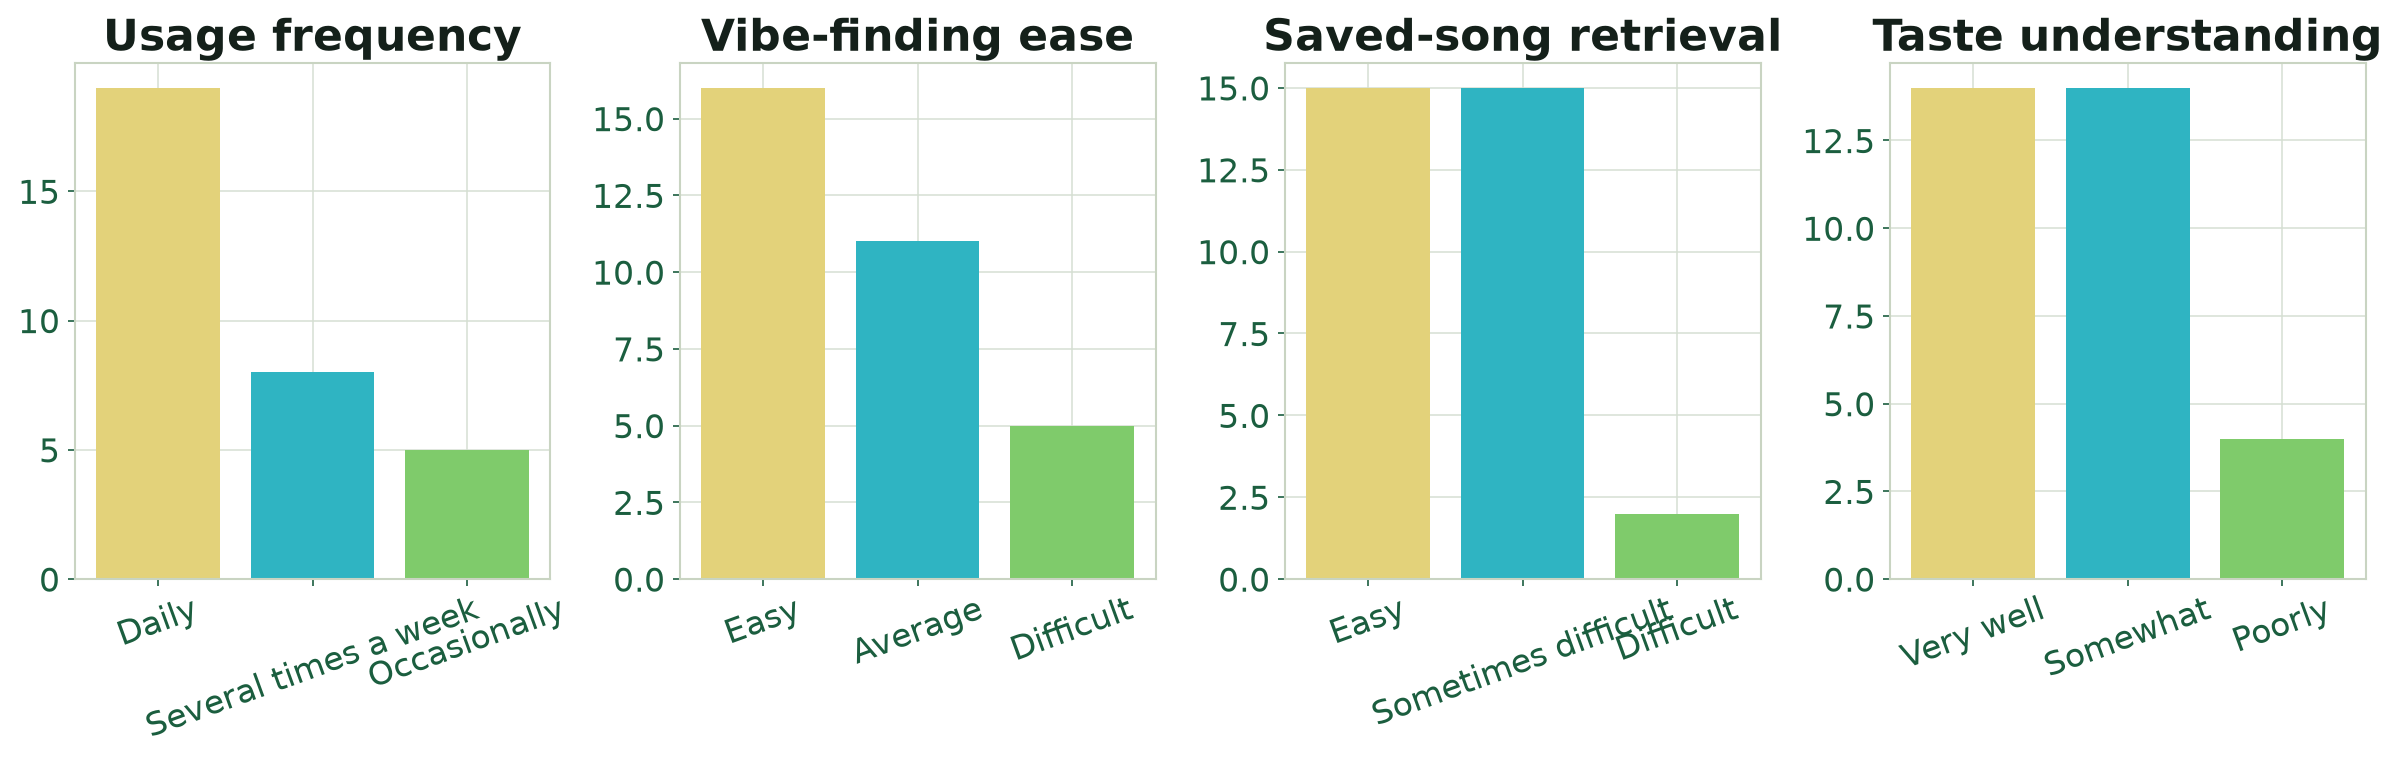 Usage frequency
15
10
5
0
Daily
Several times a week
Occasionally
Vibe-finding ease
15.0
12.5
10.0
7.5
5.0
2.5
0.0
Easy
Average
Difficult
Saved-song retrieval
15.0
12.5
10.0
7.5
5.0
2.5
0.0
Easy
Sometimes difficult
Difficult
Taste understanding
12.5
10.0
7.5
5.0
2.5
0.0
Very well
Somewhat
Poorly